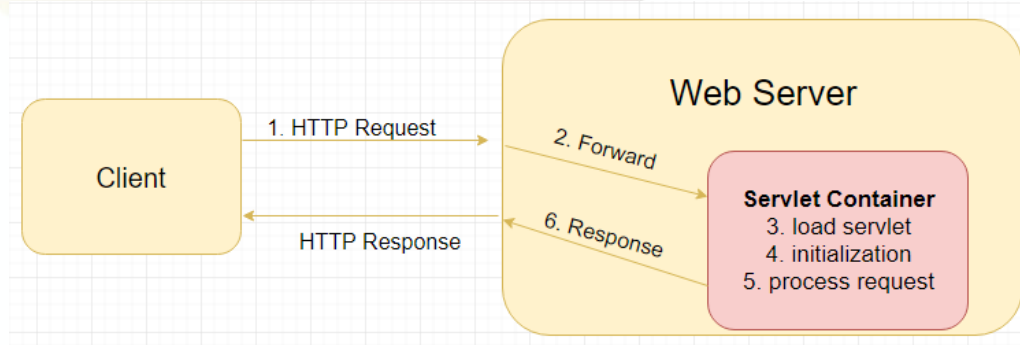 Web Server
1. HTTP Request
2. Forward
Client
Servlet Container
3. load servlet
4. initialization
5. process request
6. Response
HTTP Response